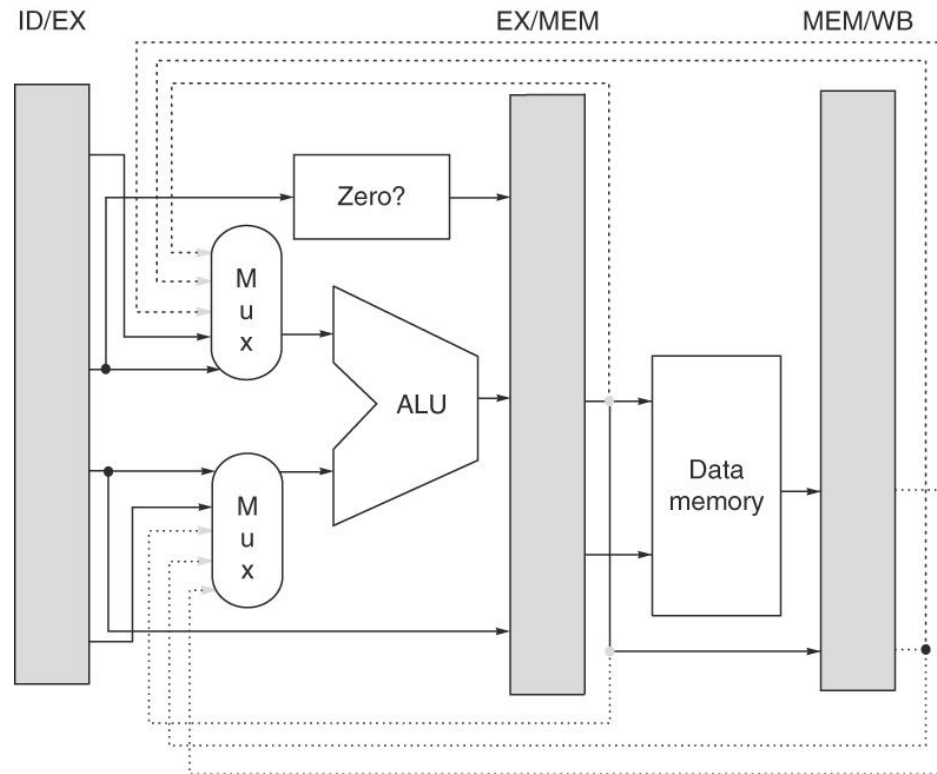 ID/EX
EX/MEM
MEM/WB
Zero?
M
u
x
ALU
M
u
x
Data
memory